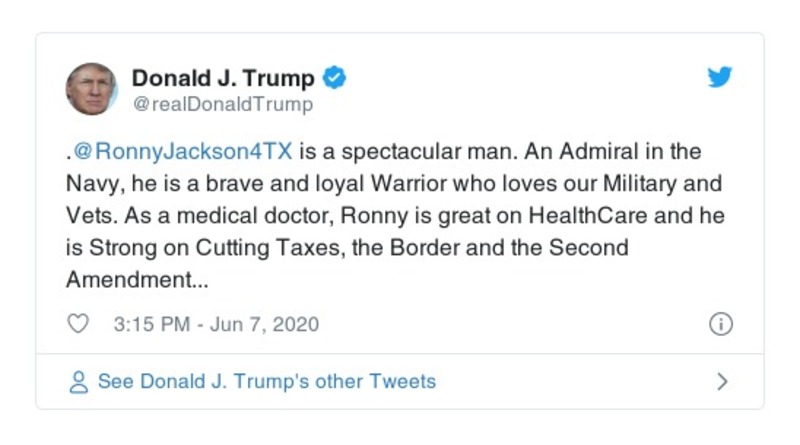 Donald J. Trump
@realDonaldTrump
.@RonnyJackson4TX is a spectacular man. An Admiral in the
Navy, he is a brave and loyal Warrior who loves our Military and
Vets. As a medical doctor, Ronny is great on HealthCare and he
is Strong on Cutting Taxes, the Border and the Second
Amendment...
3:15 PM - Jun 7, 2020
See Donald J. Trump's other Tweets